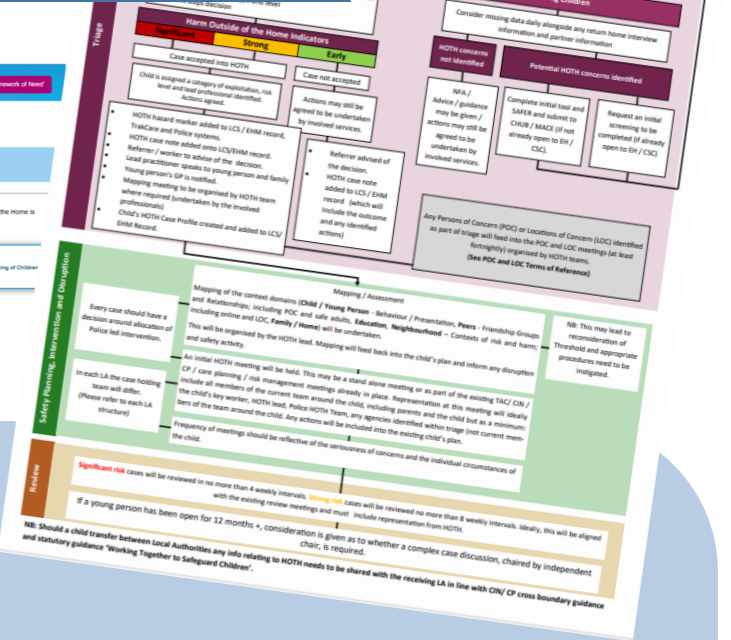 steps decision
and level
Triage
Harm Outside of the Home Indicators
Significant
Strong
Early
Case accepted into HOTH
Case not accepted
Child is assigned a category of exploitation, risk
level and lead professional identified.
Actions agreed.
Actions may still be
agreed to be undertaken
by involved services.
• HOTH hazard marker added to LCS / EHM record,
TrakCare and Police systems.
• HOTH case note added onto LCS/EHM record.
• Referrer / worker to advise of the decision.
• Lead practitioner speaks to young person and family
• Young person's GP is notified.
• Mapping meeting to be organised by HOTH team
where required (undertaken by the involved
professionals)
• Child's HOTH Case Profile created and added to LCS/
EHM Record.
• Referrer advised of
the decision.
• HOTH case note
added to LCS / EHM
record (which will
include the outcome
and any identified
actions)
Children
Consider missing data daily alongside any return home interview
information and partner information
HOTH concerns
not identified
Potential HOTH concerns identified
NFA /
Advice / guidance
may be given /
actions may still be
agreed to be
undertaken by
involved services.
Complete initial tool and
SAFER and submit to
CHUB / MACE (if not
already open to EH /
CSC).
Request an initial
screening to be
completed (if already
open to EH / CSC)
Any Persons of Concern (POC) or Locations of Concern (LOC) identified
as part of triage will feed into the POC and LOC meetings (at least
fortnightly) organised by HOTH teams.
(See POC and LOC Terms of Reference)
mework of Need'
the Home is
ing of Children
Safety Planning, Intervention and Disruption
Every case should have a
decision around allocation of
Police led intervention.
In each LA the case holding
team will differ.
(Please refer to each LA
structure)
Mapping / Assessment
Mapping of the context domains (Child / Young Person - Behaviour / Presentation, Peers - Friendship Groups
and Relationships; including POC and safe adults, Education, Neighbourhood – Contexts of risk and harm;
including online and LOC, Family / Home) will be undertaken.
This will be organised by the HOTH lead. Mapping will feed back into the child's plan and inform any disruption
and safety activity.
An initial HOTH meeting will be held. This may be a stand alone meeting or as part of the existing TAC/ CIN /
CP / care planning / risk management meetings already in place. Representation at this meeting will ideally
include all members of the current team around the child, including parents and the child but as a minimum:
the child's key worker, HOTH lead, Police HOTH Team, any agencies identified within triage (not current mem-
bers of the team around the child. Any actions will be included into the existing child's plan.
Frequency of meetings should be reflective of the seriousness of concerns and the individual circumstances of
the child.
NB: This may lead to
reconsideration of
Threshold and appropriate
procedures need to be
instigated.
Review
Significant risk cases will be reviewed in no more than 4 weekly intervals. Strong risk cases will be reviewed no more than 8 weekly intervals. Ideally, this will be aligned
with the existing review meetings and must include representation from HOTH.
If a young person has been open for 12 months +, consideration is given as to whether a complex case discussion, chaired by independent
chair, is required.
NB: Should a child transfer between Local Authorities any info relating to HOTH needs to be shared with the receiving LA in line with CIN/ CP cross boundary guidance
and statutory guidance 'Working Together to Safeguard Children'.